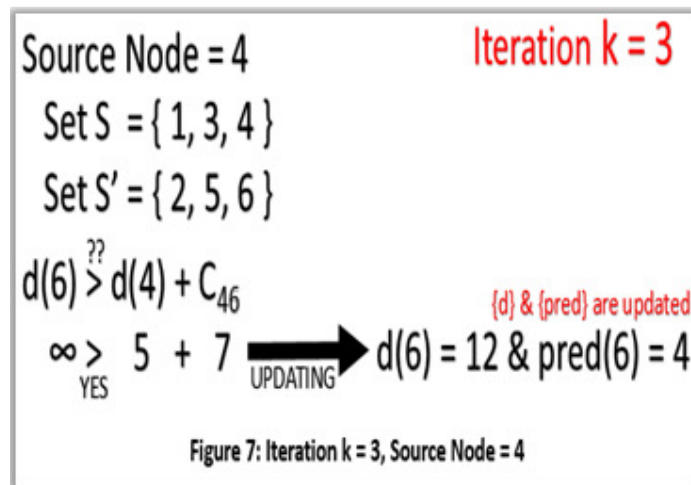 Source Node = 4
Iteration k = 3
Set S = { 1, 3, 4 }
Set S' = { 2, 5, 6 }
??
d(6) > d(4) + C46
{d} & {pred} are updated
∞ > 5 + 7
d(6) = 12 & pred(6) = 4
YES
UPDATING
Figure 7: Iteration k = 3, Source Node = 4